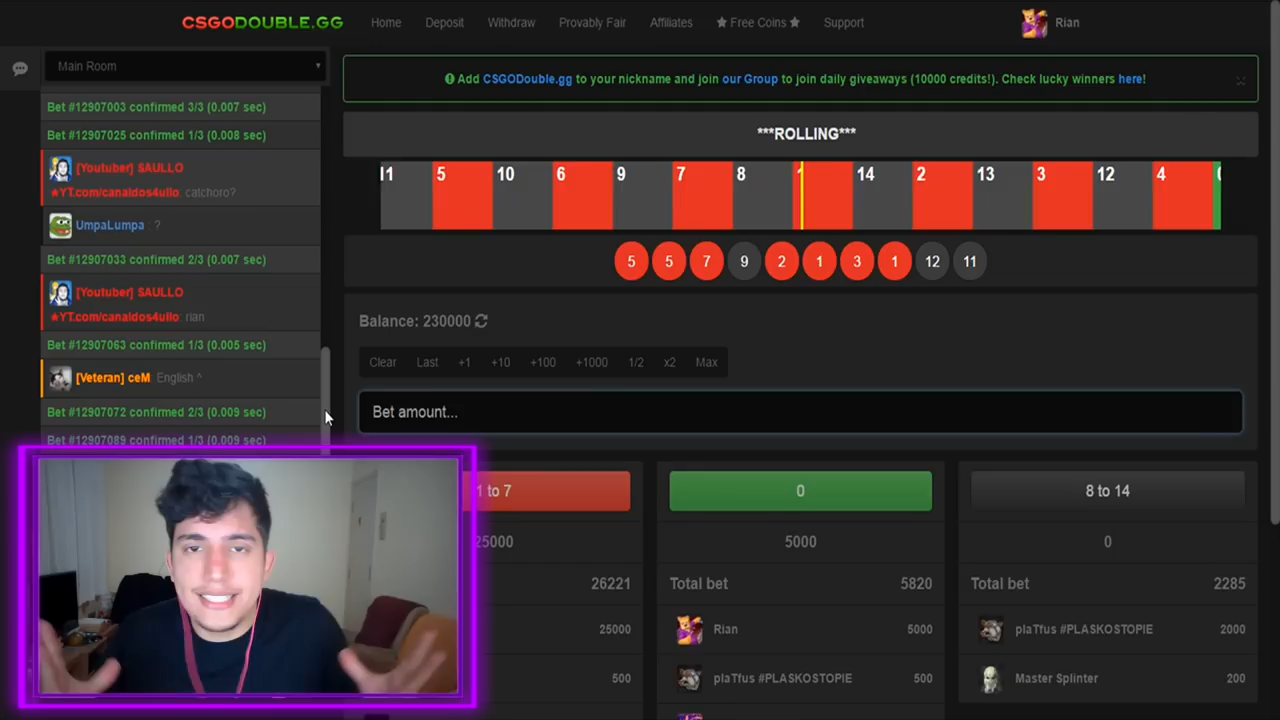 CSGODOUBLE.GG
Home
Deposit
Withdraw
Provably Fair
Affiliates
★ Free Coins ★
Support
Rian
Main Room
Bet #12907003 confirmed 3/3 (0.007 sec)
Bet #12907025 confirmed 1/3 (0.008 sec)
[Youtuber] SAULLO
★YT.com/canaldos4ullo: catchoro?
UmpaLumpa : ?
Bet #12907033 confirmed 2/3 (0.007 sec)
[Youtuber] SAULLO
★YT.com/canaldos4ullo: rian
Bet #12907063 confirmed 1/3 (0.005 sec)
[Veteran] ceM English ^
Bet #12907072 confirmed 2/3 (0.009 sec)
Bet #12907089 confirmed 1/3 (0.009 sec)
Add CSGODouble.gg to your nickname and join our Group to join daily giveaways (10000 credits!). Check lucky winners here!
***ROLLING***
11 5 10 6 9 7 8 1 14 2 13 3 12 4
5 5 7 9 2 1 3 1 12 11
Balance: 230000
Clear Last +1 +10 +100 +1000 1/2 x2 Max
Bet amount...
1 to 7
25000
26221
25000
500
0
5000
Total bet 5820
Rian 5000
plaTfus #PLASKOSTOPIE 500
8 to 14
0
Total bet 2285
plaTfus #PLASKOSTOPIE 2000
Master Splinter 200